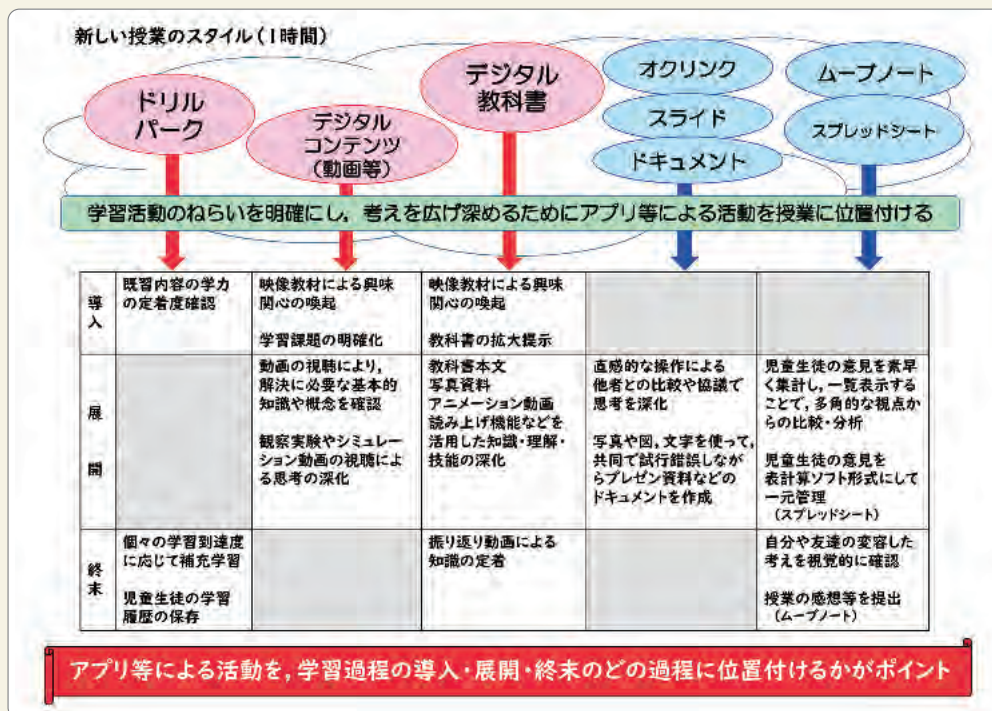 新しい授業のスタイル(1時間)
ドリル
パーク
デジタル
コンテンツ
(動画等)
デジタル
教科書
オクリンク
スライド
ドキュメント
ムーブノート
スプレッドシート
学習活動のねらいを明確にし,考えを広げ深めるためにアプリ等による活動を授業に位置付ける
導入
既習内容の学力
の定着度確認
映像教材による興味
関心の喚起
学習課題の明確化
映像教材による興味
関心の喚起
教科書の拡大提示
展開
動画の視聴により,
解決に必要な基本的
知識や概念を確認
観察実験やシミュレー
ション動画の視聴によ
る思考の深化
教科書本文
写真資料
アニメーション動画
読み上げ機能などを
活用した知識・理解・
技能の深化
直感的な操作による
他者との比較や協議で
思考を深化
写真や図,文字を使って,
共同で試行錯誤しなが
らプレゼン資料などの
ドキュメントを作成
児童生徒の意見を素早
く集計し,一覧表示する
ことで,多角的な視点か
らの比較・分析
児童生徒の意見を
表計算ソフト形式にして
一元管理
(スプレッドシート)
終末
個々の学習到達度
に応じて補充学習
児童生徒の学習
履歴の保存
振り返り動画による
知識の定着
自分や友達の変容した
考えを視覚的に確認
授業の感想等を提出
(ムーブノート)
アプリ等による活動を,学習過程の導入・展開・終末のどの過程に位置付けるかがポイント